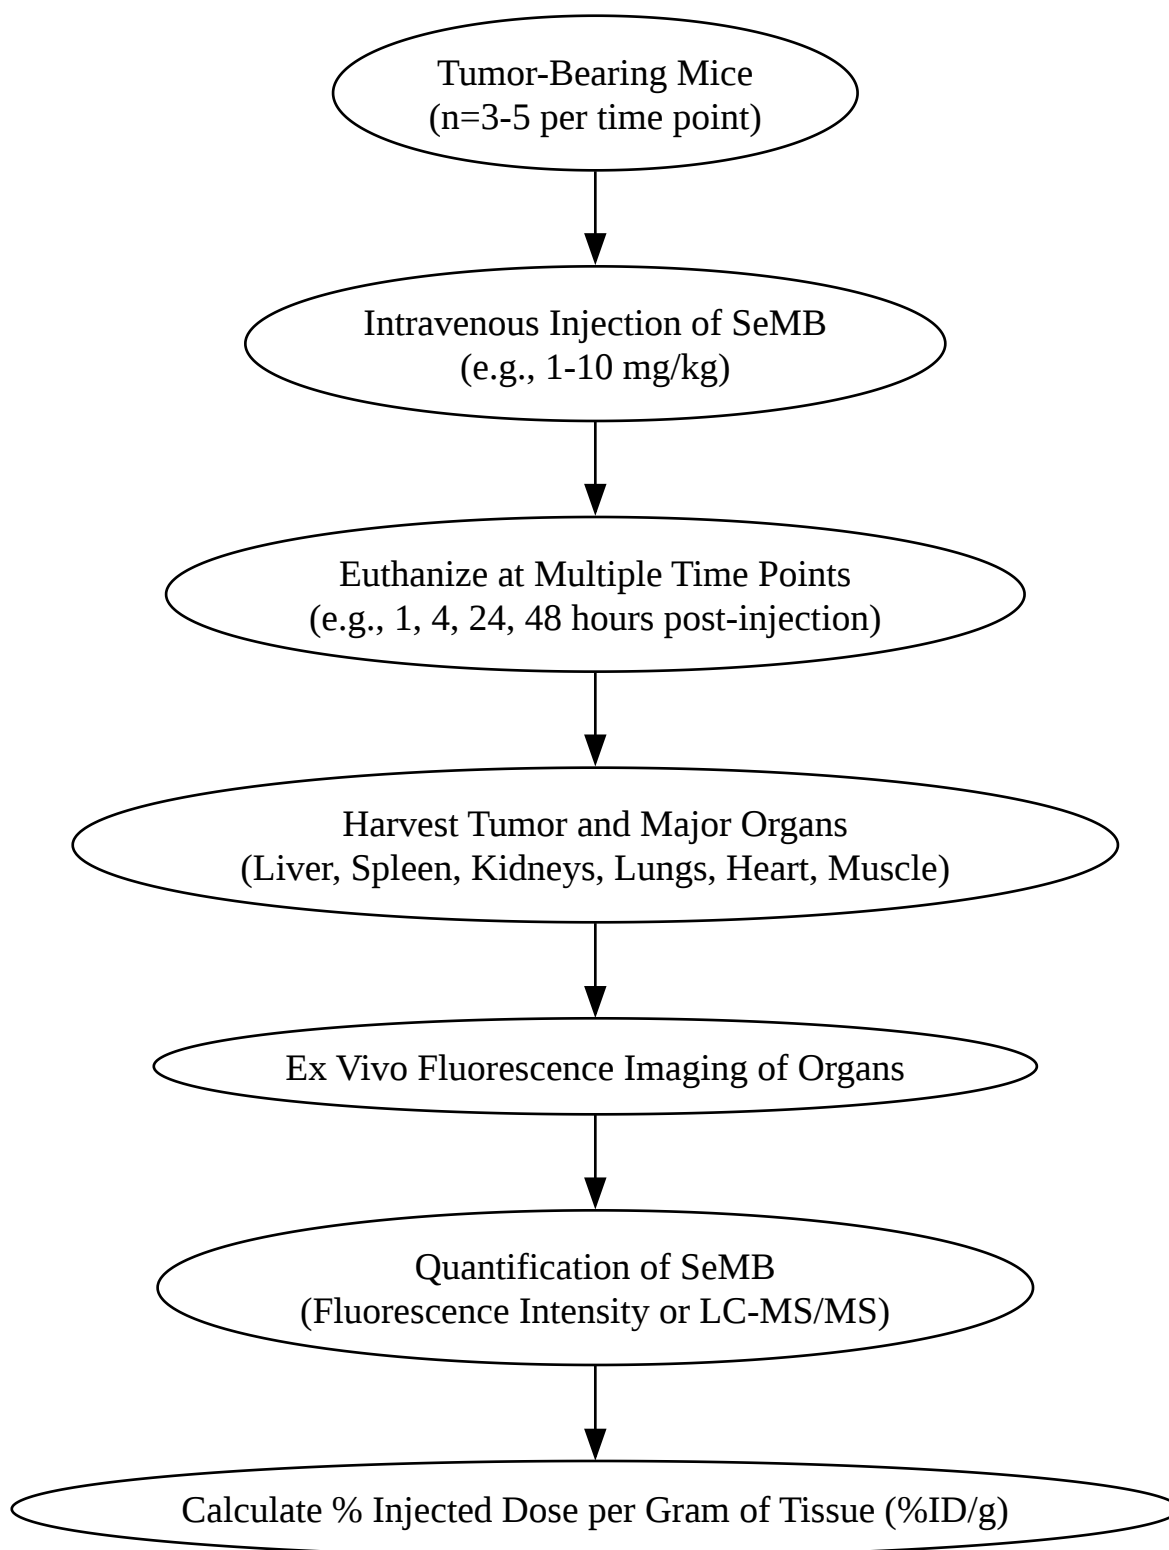 Tumor-Bearing Mice
(n=3-5 per time point)
Intravenous Injection of SeMB
(e.g., 1-10 mg/kg)
Euthanize at Multiple Time Points
(e.g., 1, 4, 24, 48 hours post-injection)
Harvest Tumor and Major Organs
(Liver, Spleen, Kidneys, Lungs, Heart, Muscle)
Ex Vivo Fluorescence Imaging of Organs
Quantification of SeMB
(Fluorescence Intensity or LC-MS/MS)
Calculate % Injected Dose per Gram of Tissue (%ID/g)